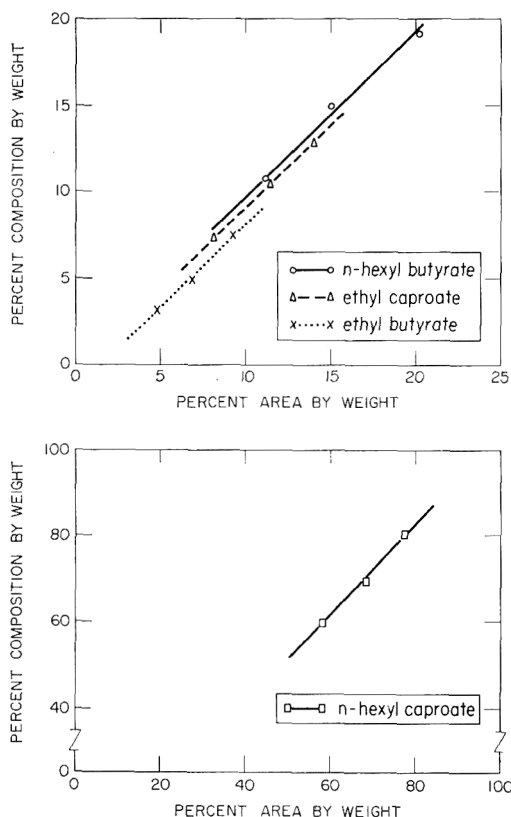 PERCENT COMPOSITION BY WEIGHT
20
15
10
5
0
0 5 10 15 20 25
PERCENT AREA BY WEIGHT
n-hexyl butyrate
ethyl caproate
ethyl butyrate
PERCENT COMPOSITION BY WEIGHT
100
80
60
40
0
0 20 40 60 80 100
PERCENT AREA BY WEIGHT
n-hexyl caproate